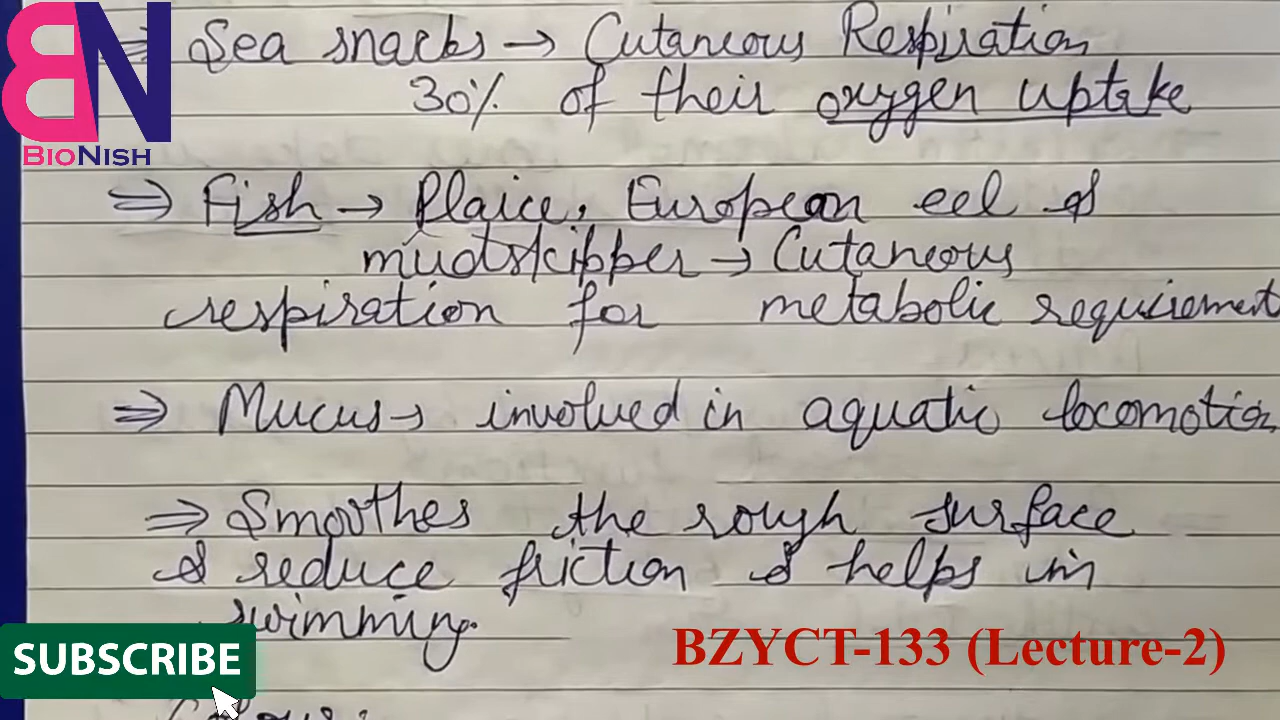 ⇒ Sea snacks → Cutaneous Respiration
30% of their oxygen uptake
BN
BIONISH
⇒ Fish → Plaice, European eel &
mudskipper → Cutaneous
respiration for metabolic requirement
⇒ Mucus → involved in aquatic locomotion
⇒ Smoothes the rough surface
& reduce friction & helps in
swimming.
BZYCT-133 (Lecture-2)
SUBSCRIBE